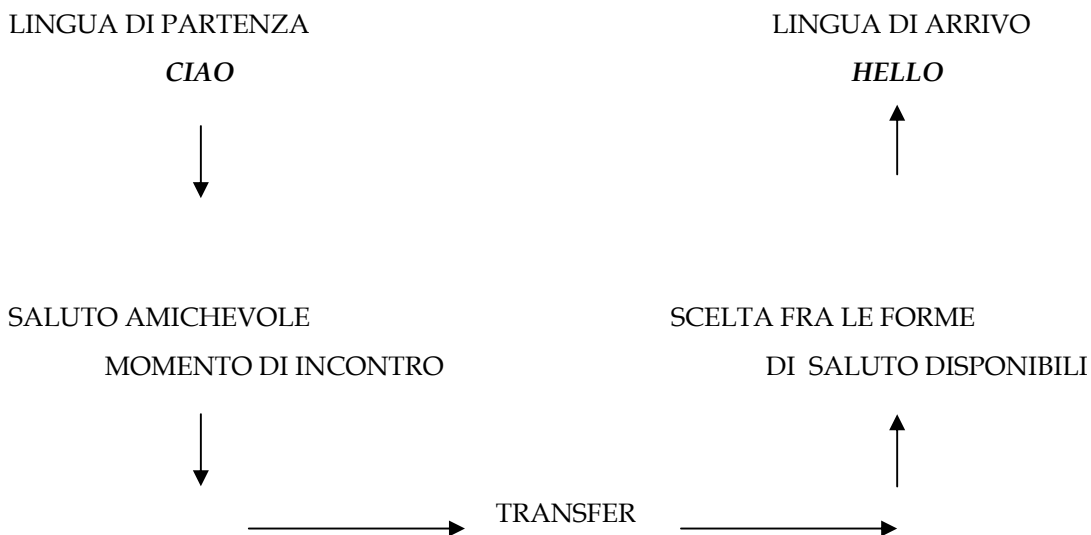 LINGUA DI PARTENZA
LINGUA DI ARRIVO
CIAO
HELLO
SALUTO AMICHEVOLE
SCELTA FRA LE FORME
MOMENTO DI INCONTRO
DI SALUTO DISPONIBILI
TRANSFER